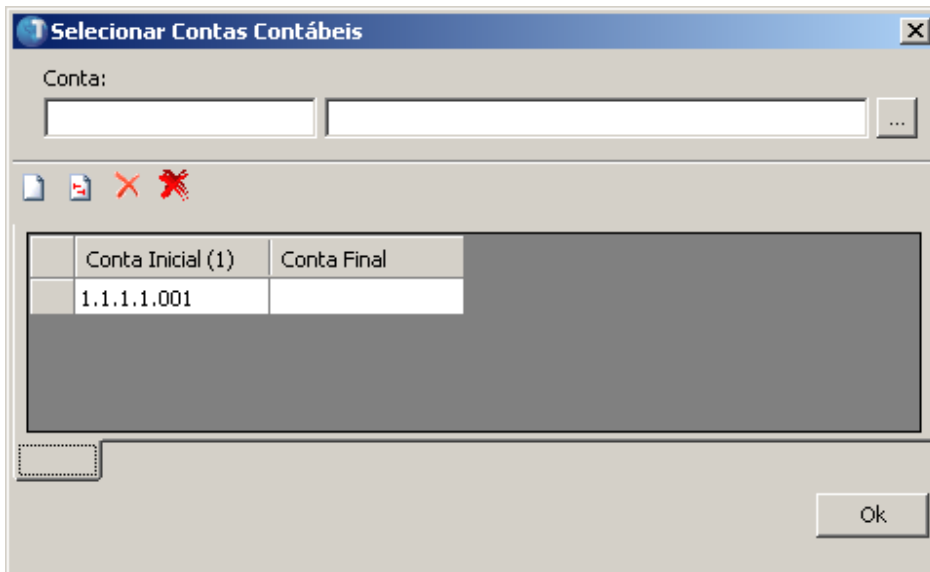 Selecionar Contas Contábeis
Conta:
...
Conta Inicial (1) Conta Final
1.1.1.1.001
Ok